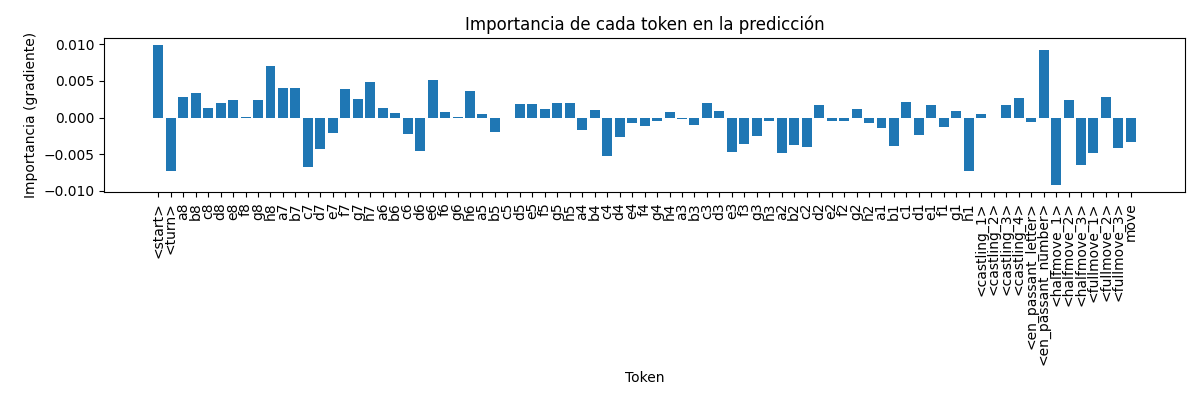 Importancia de cada token en la predicción
Importancia (gradiente)
0.010
0.005
0.000
−0.005
−0.010
<start>
<turn>
a8
b8
c8
d8
e8
f8
g8
h8
a7
b7
c7
d7
e7
f7
g7
h7
a6
b6
c6
d6
e6
f6
g6
h6
a5
b5
c5
d5
e5
f5
g5
h5
a4
b4
c4
d4
e4
f4
g4
h4
a3
b3
c3
d3
e3
f3
g3
h3
a2
b2
c2
d2
e2
f2
g2
h2
a1
b1
c1
d1
e1
f1
g1
h1
<castling_1>
<castling_2>
<castling_3>
<castling_4>
<en_passant_letter>
<en_passant_number>
<halfmove_1>
<halfmove_2>
<halfmove_3>
<fullmove_1>
<fullmove_2>
<fullmove_3>
move
Token